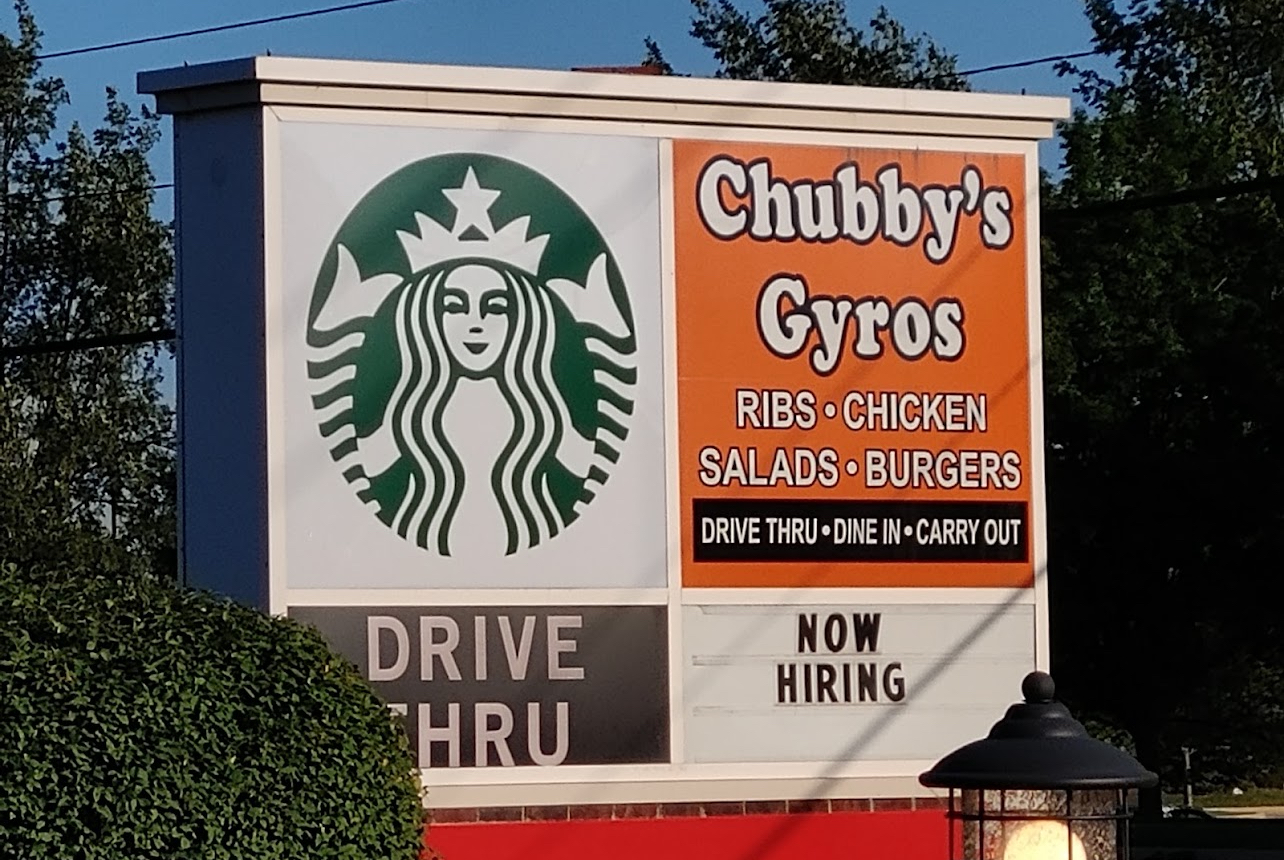 DRIVE
THRU
Chubby's
Gyros
RIBS • CHICKEN
SALADS • BURGERS
DRIVE THRU • DINE IN • CARRY OUT
NOW
HIRING